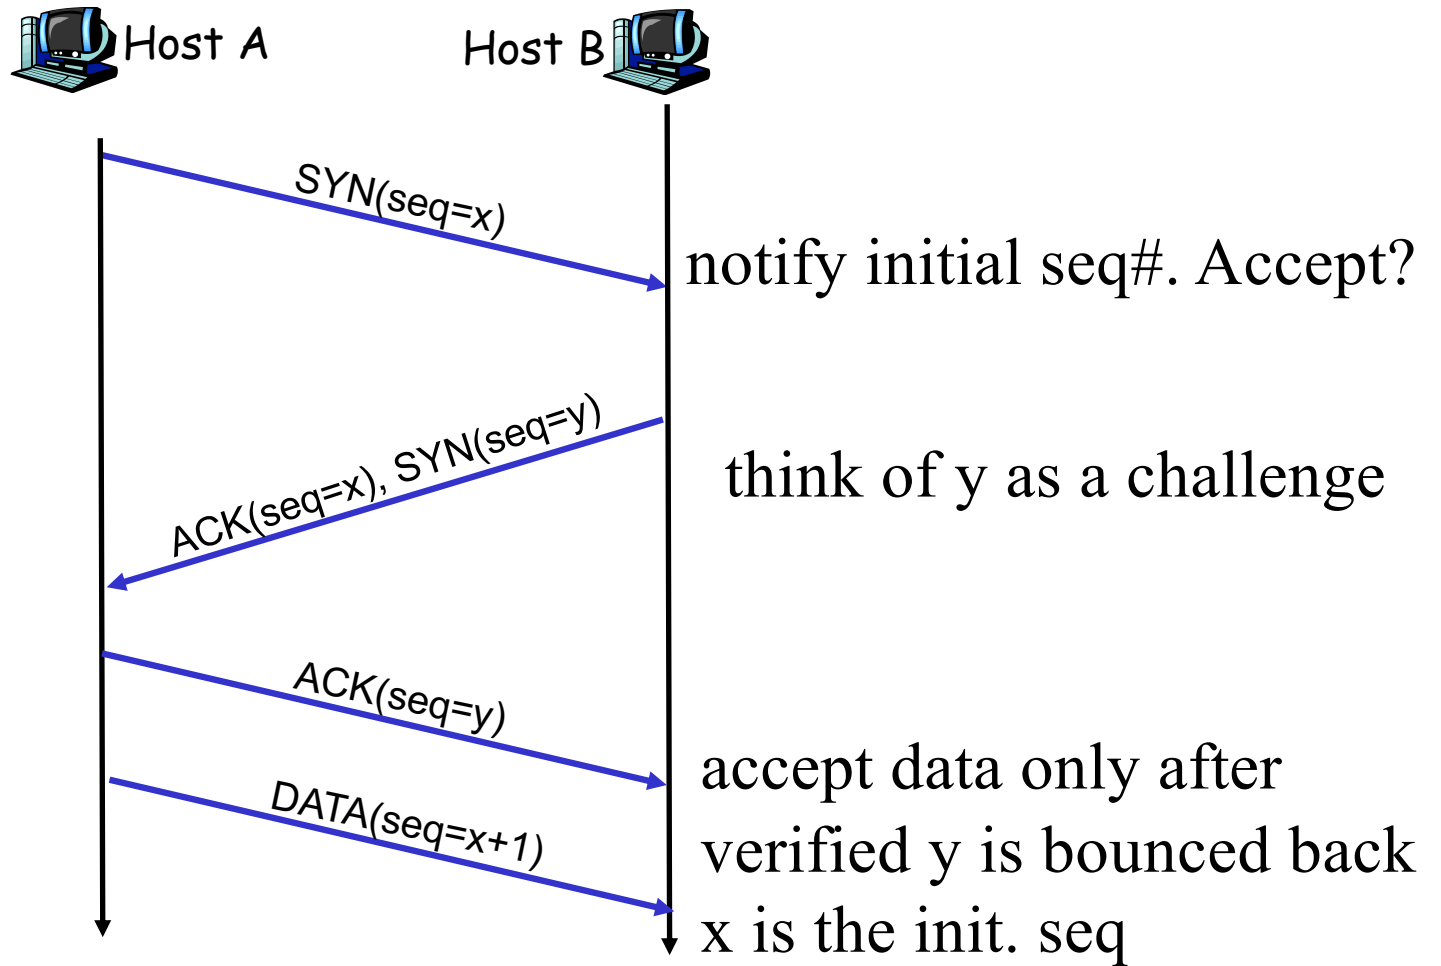 Host A
Host B
SYN(seq=x)
notify initial seq#. Accept?
ACK(seq=x), SYN(seq=y)
think of y as a challenge
ACK(seq=y)
DATA(seq=x+1)
accept data only after
verified y is bounced back
x is the init. seq